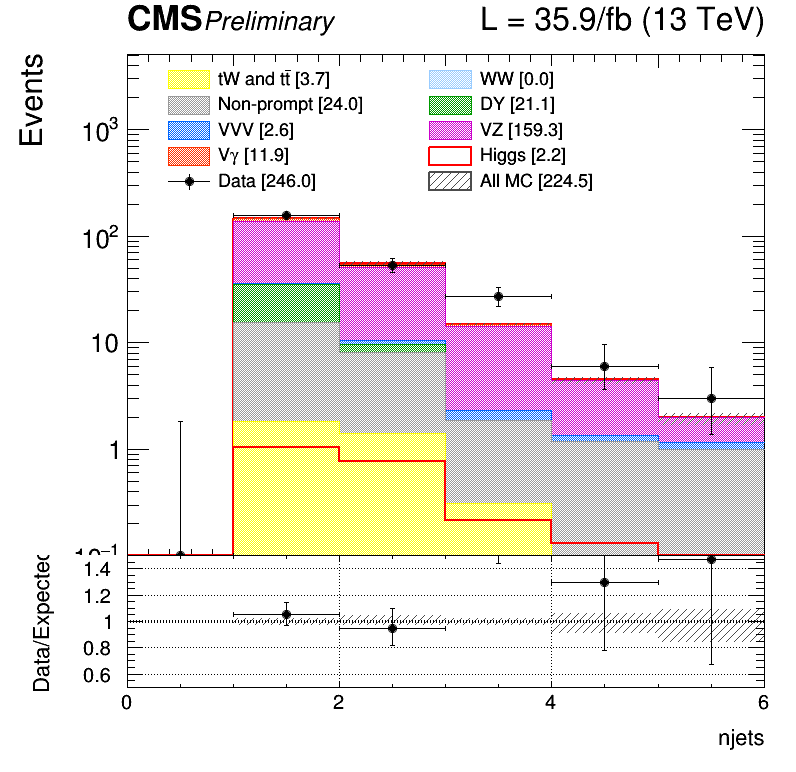 CMS Preliminary L = 35.9/fb (13 TeV)
Events
tW and tt̄ [3.7] WW [0.0]
Non-prompt [24.0] DY [21.1]
VVV [2.6] VZ [159.3]
Vγ [11.9] Higgs [2.2]
Data [246.0] All MC [224.5]
10³
10²
10
1
10⁻¹
Data/Expected
1.4
1.2
1
0.8
0.6
0 2 4 6
njets